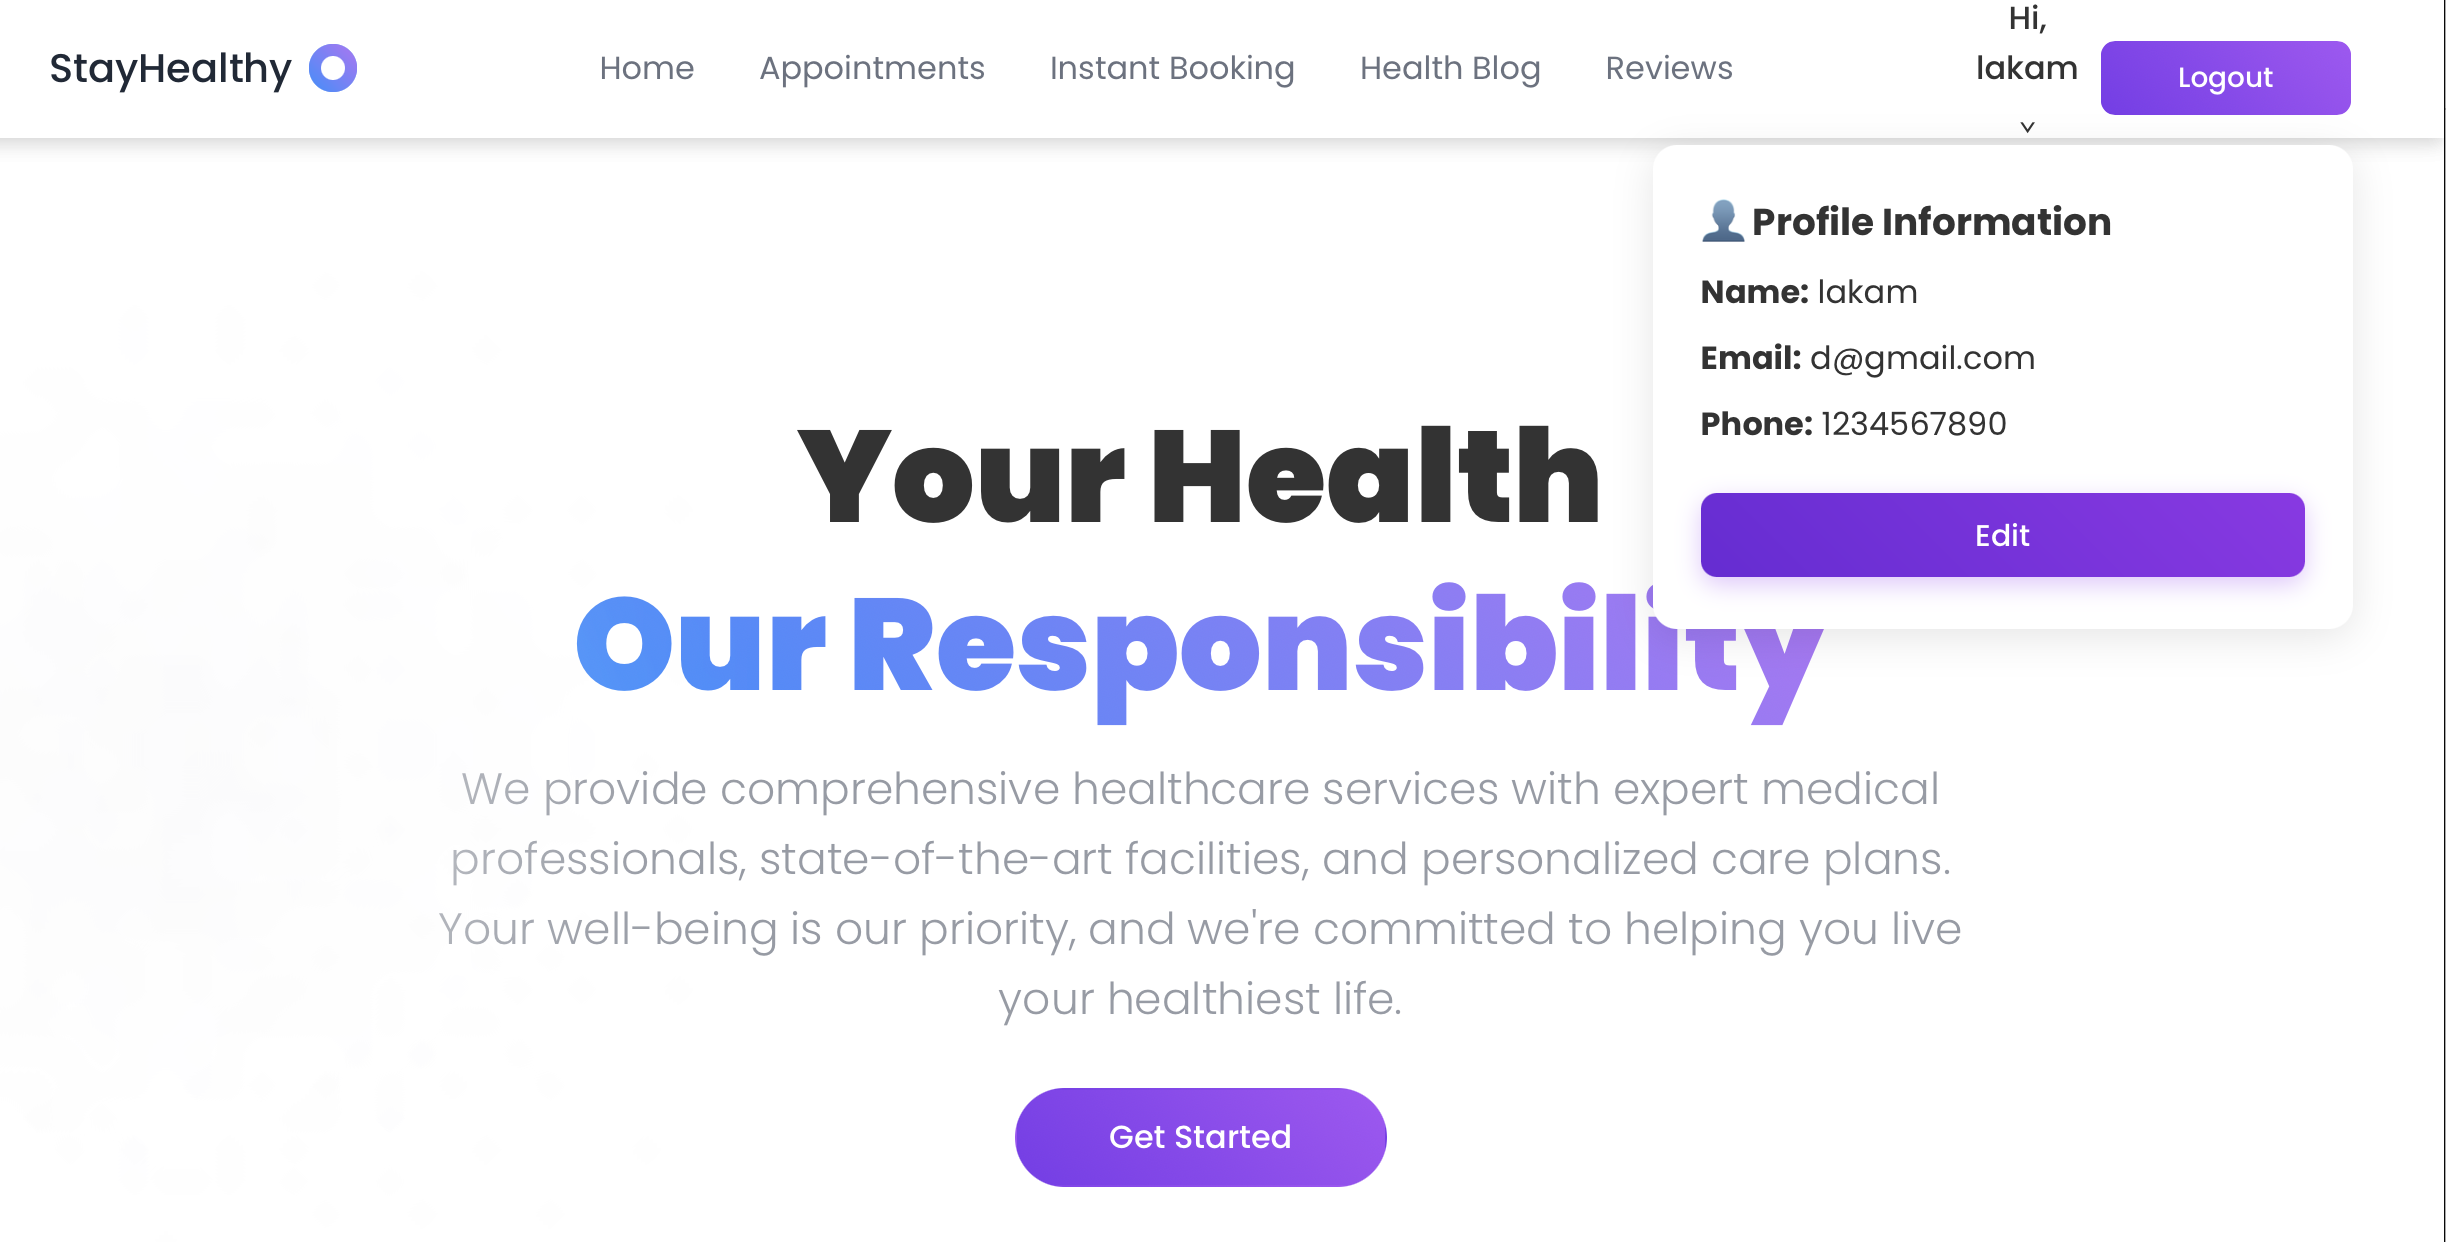 StayHealthy
Home
Appointments
Instant Booking
Health Blog
Reviews
Hi,
lakam
Logout
Profile Information
Name: lakam
Email: d@gmail.com
Phone: 1234567890
Edit
Your Health
Our Responsibility
We provide comprehensive healthcare services with expert medical
professionals, state-of-the-art facilities, and personalized care plans.
Your well-being is our priority, and we're committed to helping you live
your healthiest life.
Get Started